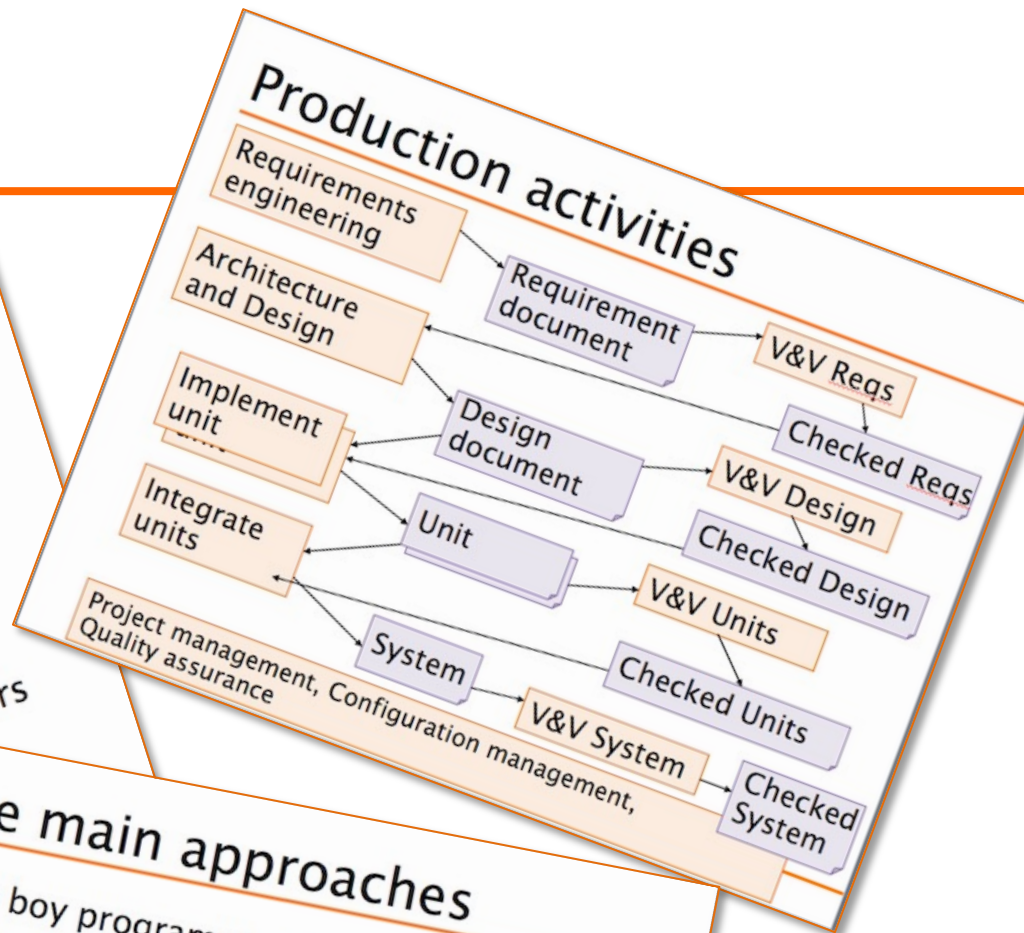 Production activities
Requirements
engineering
Requirement
document
V&V Reqs
Checked Reqs
Architecture
and Design
Design
document
V&V Design
Checked Design
Implement
unit
Unit
V&V Units
Checked Units
Integrate
units
System
V&V System
Checked
System
Project management, Configuration management,
Quality assurance
rs
e main approaches
boy